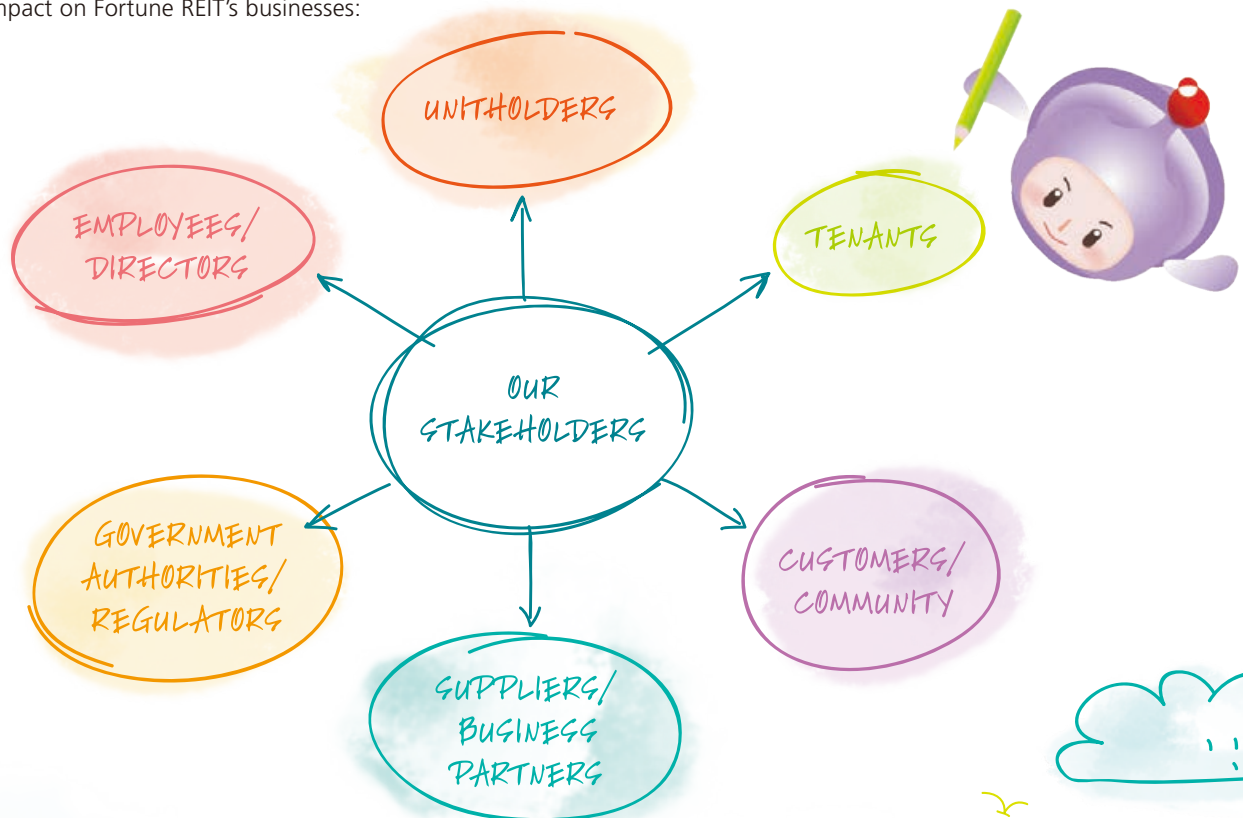 mpact on Fortune REIT's businesses:
UNITHOLDERS
EMPLOYEES/
DIRECTORS
TENANTS
OUR
STAKEHOLDERS
GOVERNMENT
AUTHORITIES/
REGULATORS
CUSTOMERS/
COMMUNITY
SUPPLIERS/
BUSINESS
PARTNERS